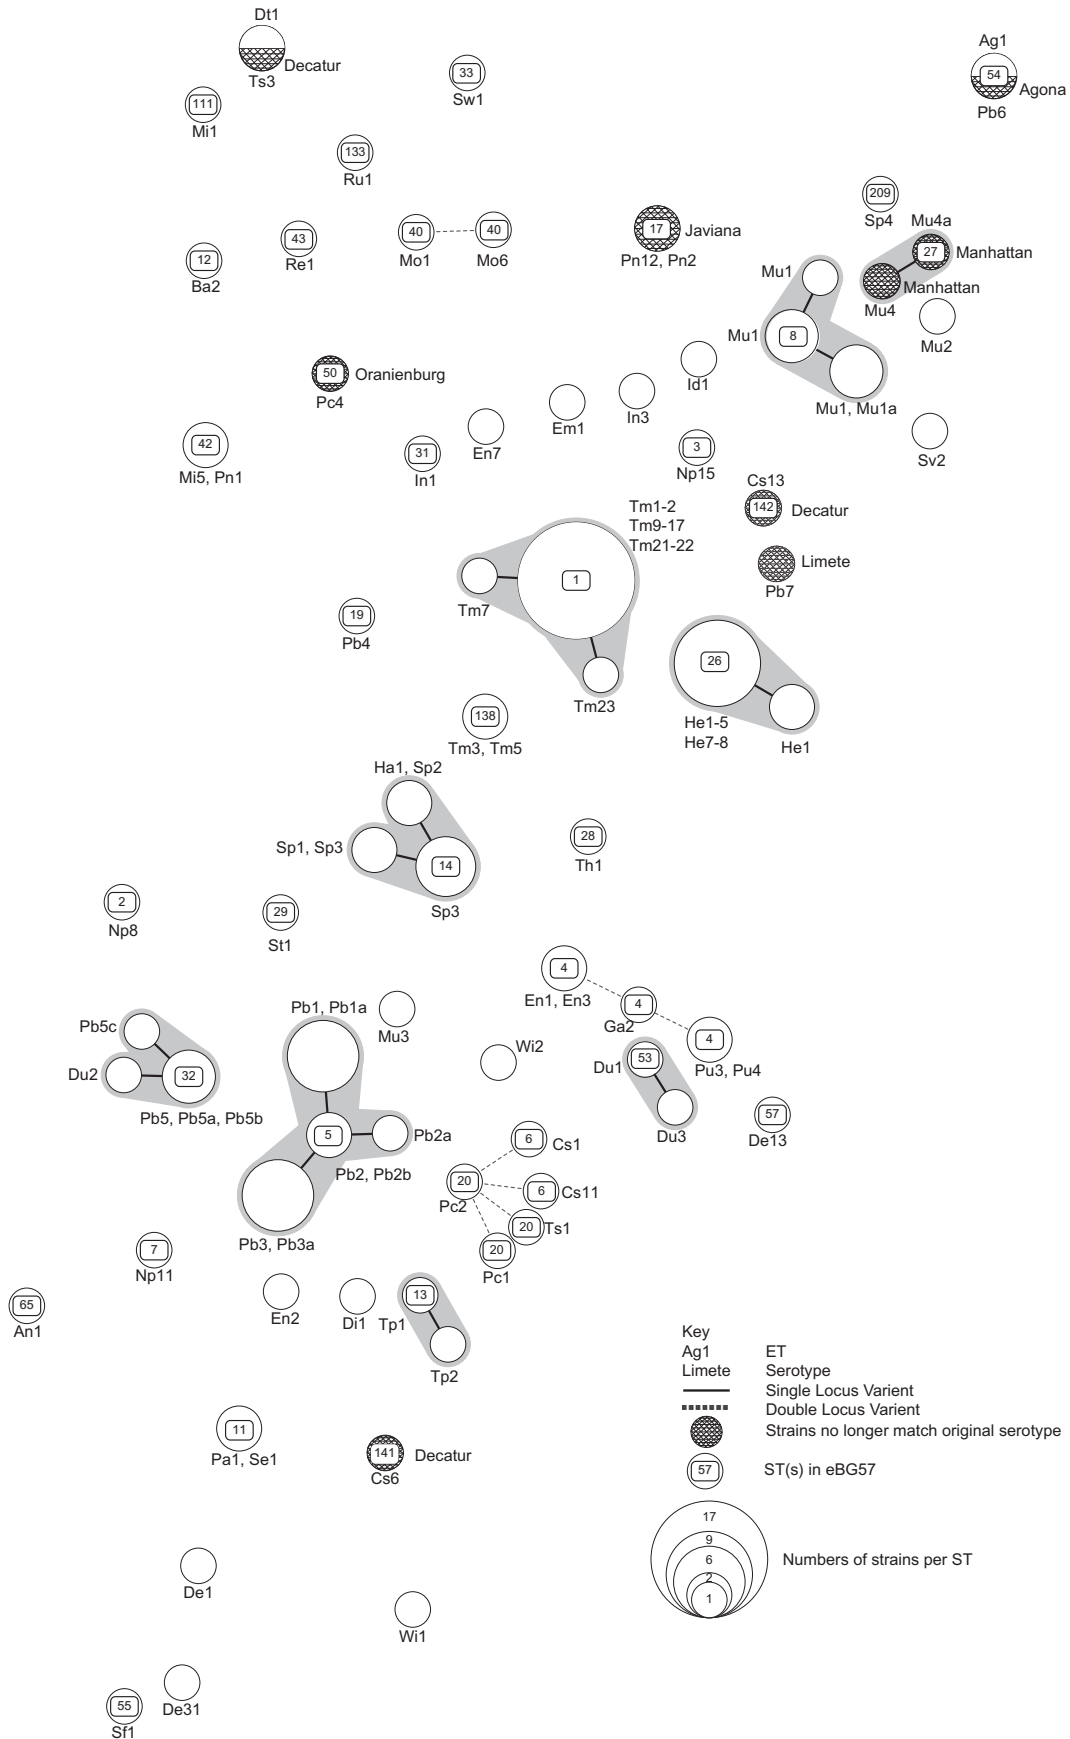 Dt1
Decatur
Ts3
33
Sw1
Ag1
54
Agona
Pb6
111
Mi1
133
Ru1
209
Sp4
Mu4a
27
Manhattan
Manhattan
Mu4
43
Re1
40
Mo1
40
Mo6
17
Javiana
Pn12, Pn2
12
Ba2
Mu1
Mu1
8
Mu1, Mu1a
Mu2
50
Oranienburg
Pc4
Id1
In3
Em1
En7
42
Mi5, Pn1
31
In1
3
Np15
Sv2
Cs13
142
Decatur
Limete
Pb7
Tm1-2
Tm9-17
Tm21-22
1
Tm7
Tm23
19
Pb4
26
He1-5
He7-8
He1
138
Tm3, Tm5
Ha1, Sp2
Sp1, Sp3
14
Sp3
28
Th1
2
Np8
29
St1
4
En1, En3
4
Ga2
4
Pu3, Pu4
Pb1, Pb1a
Mu3
Wi2
Pb5c
Du2
32
Pb5, Pb5a, Pb5b
Du1
53
Du3
57
De13
5
Pb2a
Pb2, Pb2b
Pb3, Pb3a
6
Cs1
20
Pc2
6
Cs11
20
Ts1
20
Pc1
7
Np11
65
An1
En2
Di1
13
Tp1
Tp2
11
Pa1, Se1
141
Decatur
Cs6
De1
Wi1
De31
55
Sf1
Key
Ag1 ET
Limete Serotype
Single Locus Varient
Double Locus Varient
Strains no longer match original serotype
57 ST(s) in eBG57
17
9
6
2
1
Numbers of strains per ST